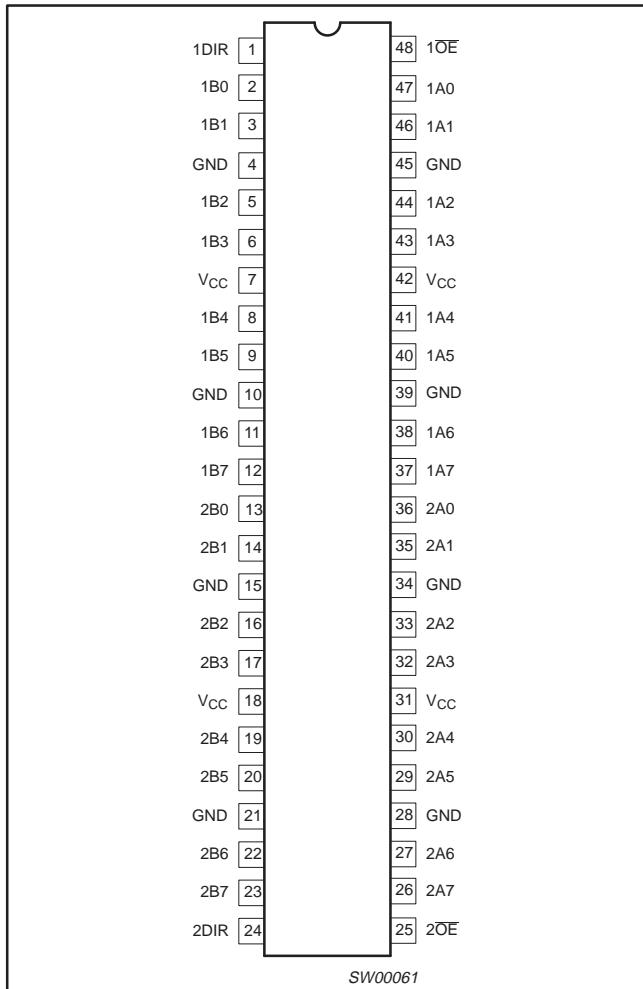 1DIR 1 48 1O̅E̅
1B0 2 47 1A0
1B1 3 46 1A1
GND 4 45 GND
1B2 5 44 1A2
1B3 6 43 1A3
VCC 7 42 VCC
1B4 8 41 1A4
1B5 9 40 1A5
GND 10 39 GND
1B6 11 38 1A6
1B7 12 37 1A7
2B0 13 36 2A0
2B1 14 35 2A1
GND 15 34 GND
2B2 16 33 2A2
2B3 17 32 2A3
VCC 18 31 VCC
2B4 19 30 2A4
2B5 20 29 2A5
GND 21 28 GND
2B6 22 27 2A6
2B7 23 26 2A7
2DIR 24 25 2O̅E̅
SW00061